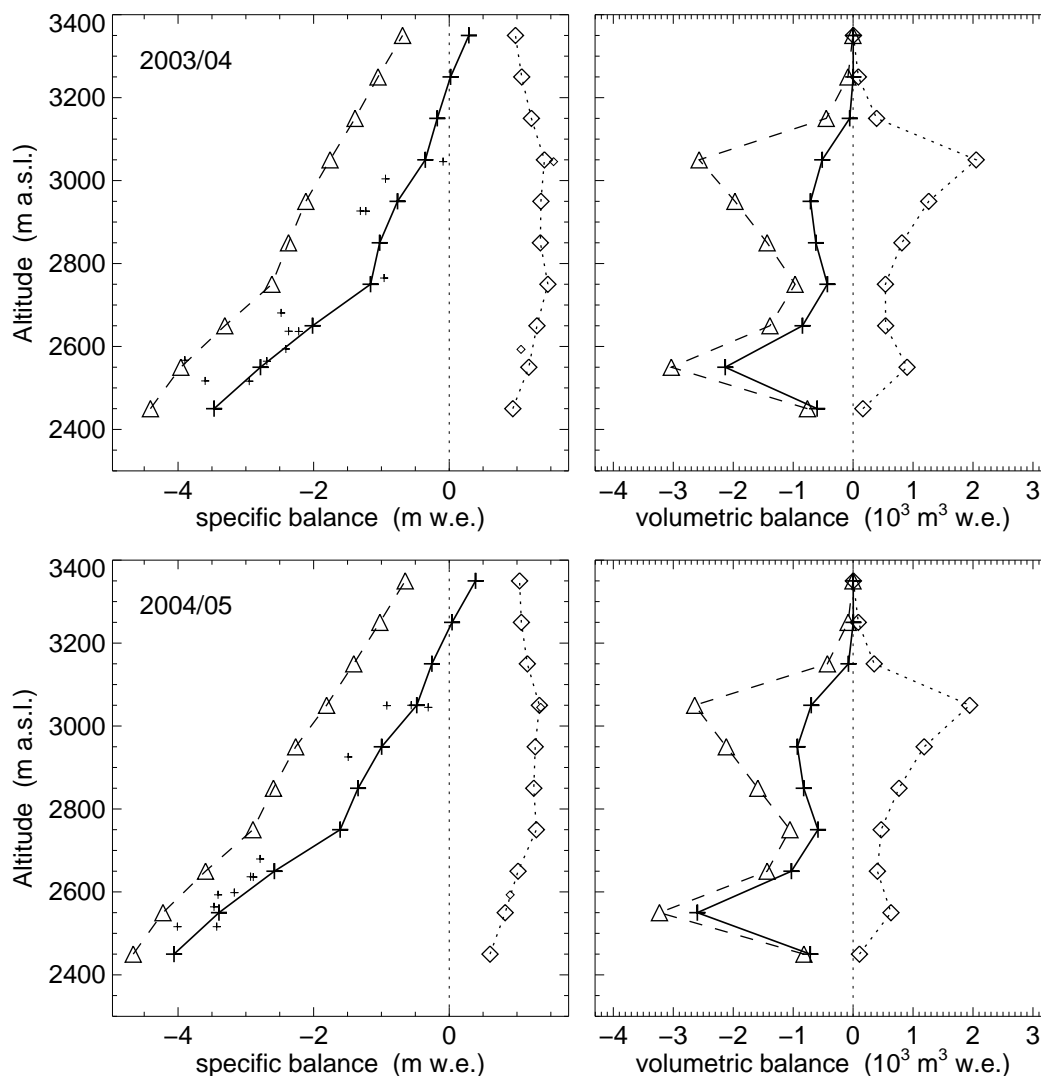 2003/04
Altitude (m a.s.l.)
3400
3200
3000
2800
2600
2400
−4 −2 0
specific balance (m w.e.)
−4 −3 −2 −1 0 1 2 3
volumetric balance (10³ m³ w.e.)
2004/05
Altitude (m a.s.l.)
3400
3200
3000
2800
2600
2400
−4 −2 0
specific balance (m w.e.)
−4 −3 −2 −1 0 1 2 3
volumetric balance (10³ m³ w.e.)